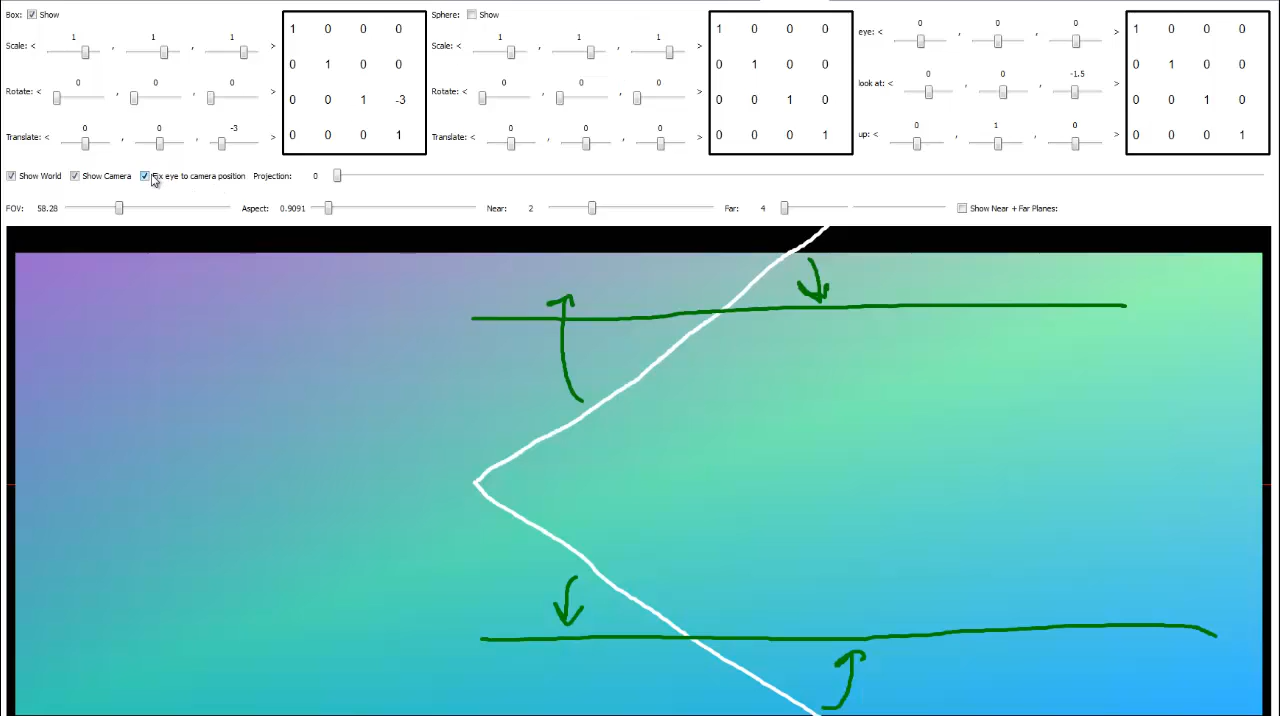 Box: Show
Scale: < 1 , 1 , 1 >
Rotate: < 0 , 0 , 0 >
Translate: < 0 , 0 , -3 >
1 0 0 0
0 1 0 0
0 0 1 -3
0 0 0 1
Sphere: Show
Scale: < 1 , 1 , 1 >
Rotate: < 0 , 0 , 0 >
Translate: < 0 , 0 , 0 >
1 0 0 0
0 1 0 0
0 0 1 0
0 0 0 1
eye: < 0 , 0 , 0 >
look at: < 0 , 0 , -1.5 >
up: < 0 , 1 , 0 >
1 0 0 0
0 1 0 0
0 0 1 0
0 0 0 1
Show World Show Camera Fix eye to camera position Projection: 0
FOV: 58.28 Aspect: 0.9091 Near: 2 Far: 4 Show Near + Far Planes: